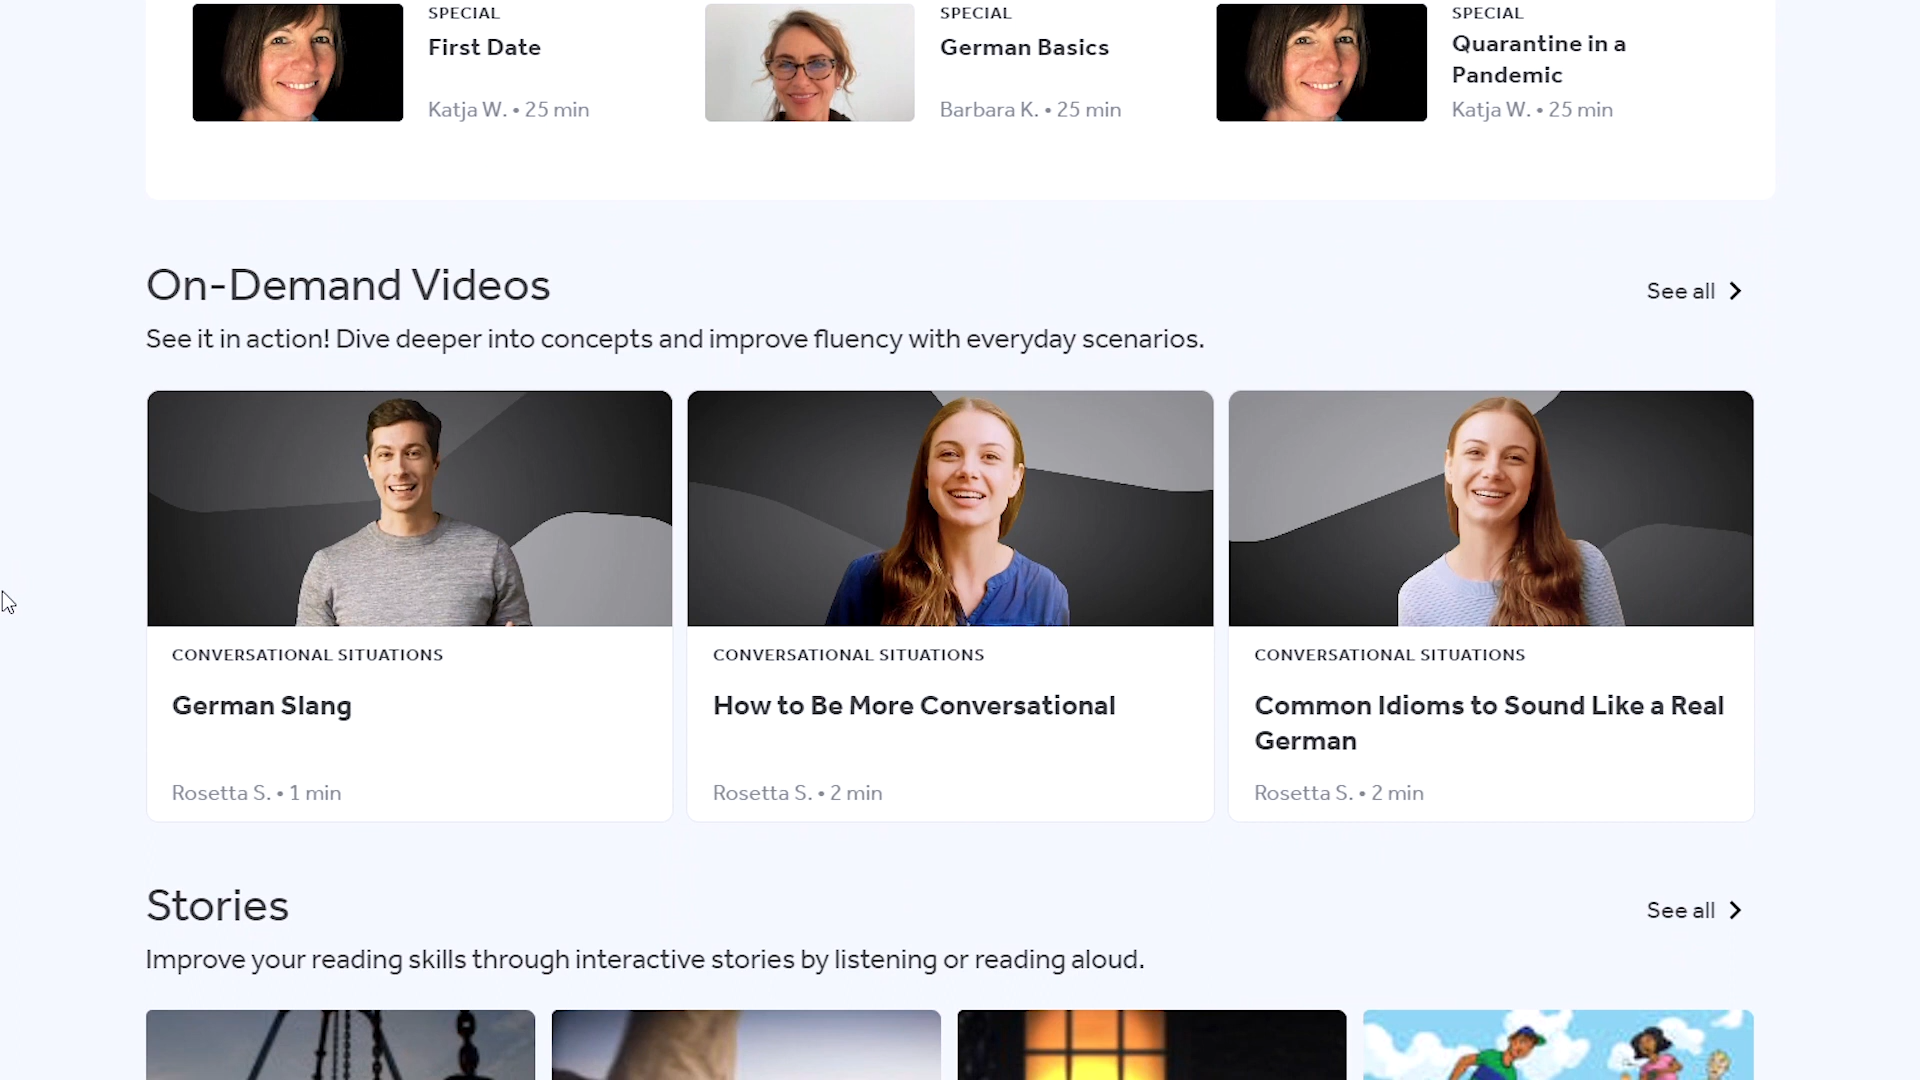 SPECIAL
First Date
Katja W. • 25 min
SPECIAL
German Basics
Barbara K. • 25 min
SPECIAL
Quarantine in a
Pandemic
Katja W. • 25 min
On-Demand Videos
See all
See it in action! Dive deeper into concepts and improve fluency with everyday scenarios.
CONVERSATIONAL SITUATIONS
German Slang
Rosetta S. • 1 min
CONVERSATIONAL SITUATIONS
How to Be More Conversational
Rosetta S. • 2 min
CONVERSATIONAL SITUATIONS
Common Idioms to Sound Like a Real
German
Rosetta S. • 2 min
Stories
See all
Improve your reading skills through interactive stories by listening or reading aloud.